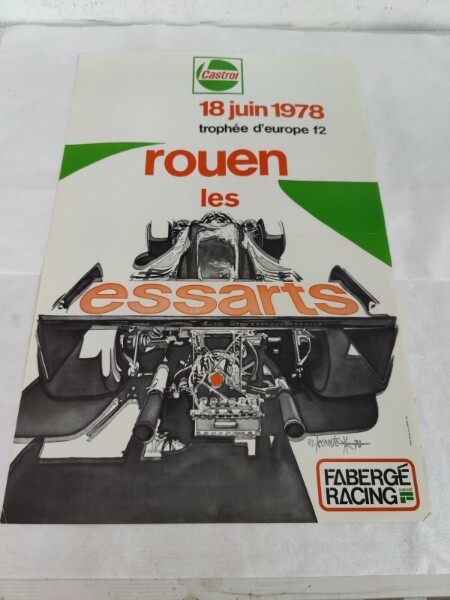 Castrol
18 juin 1978
trophée d'europe f2
rouen
les
essarts
FABERGÉ
RACING